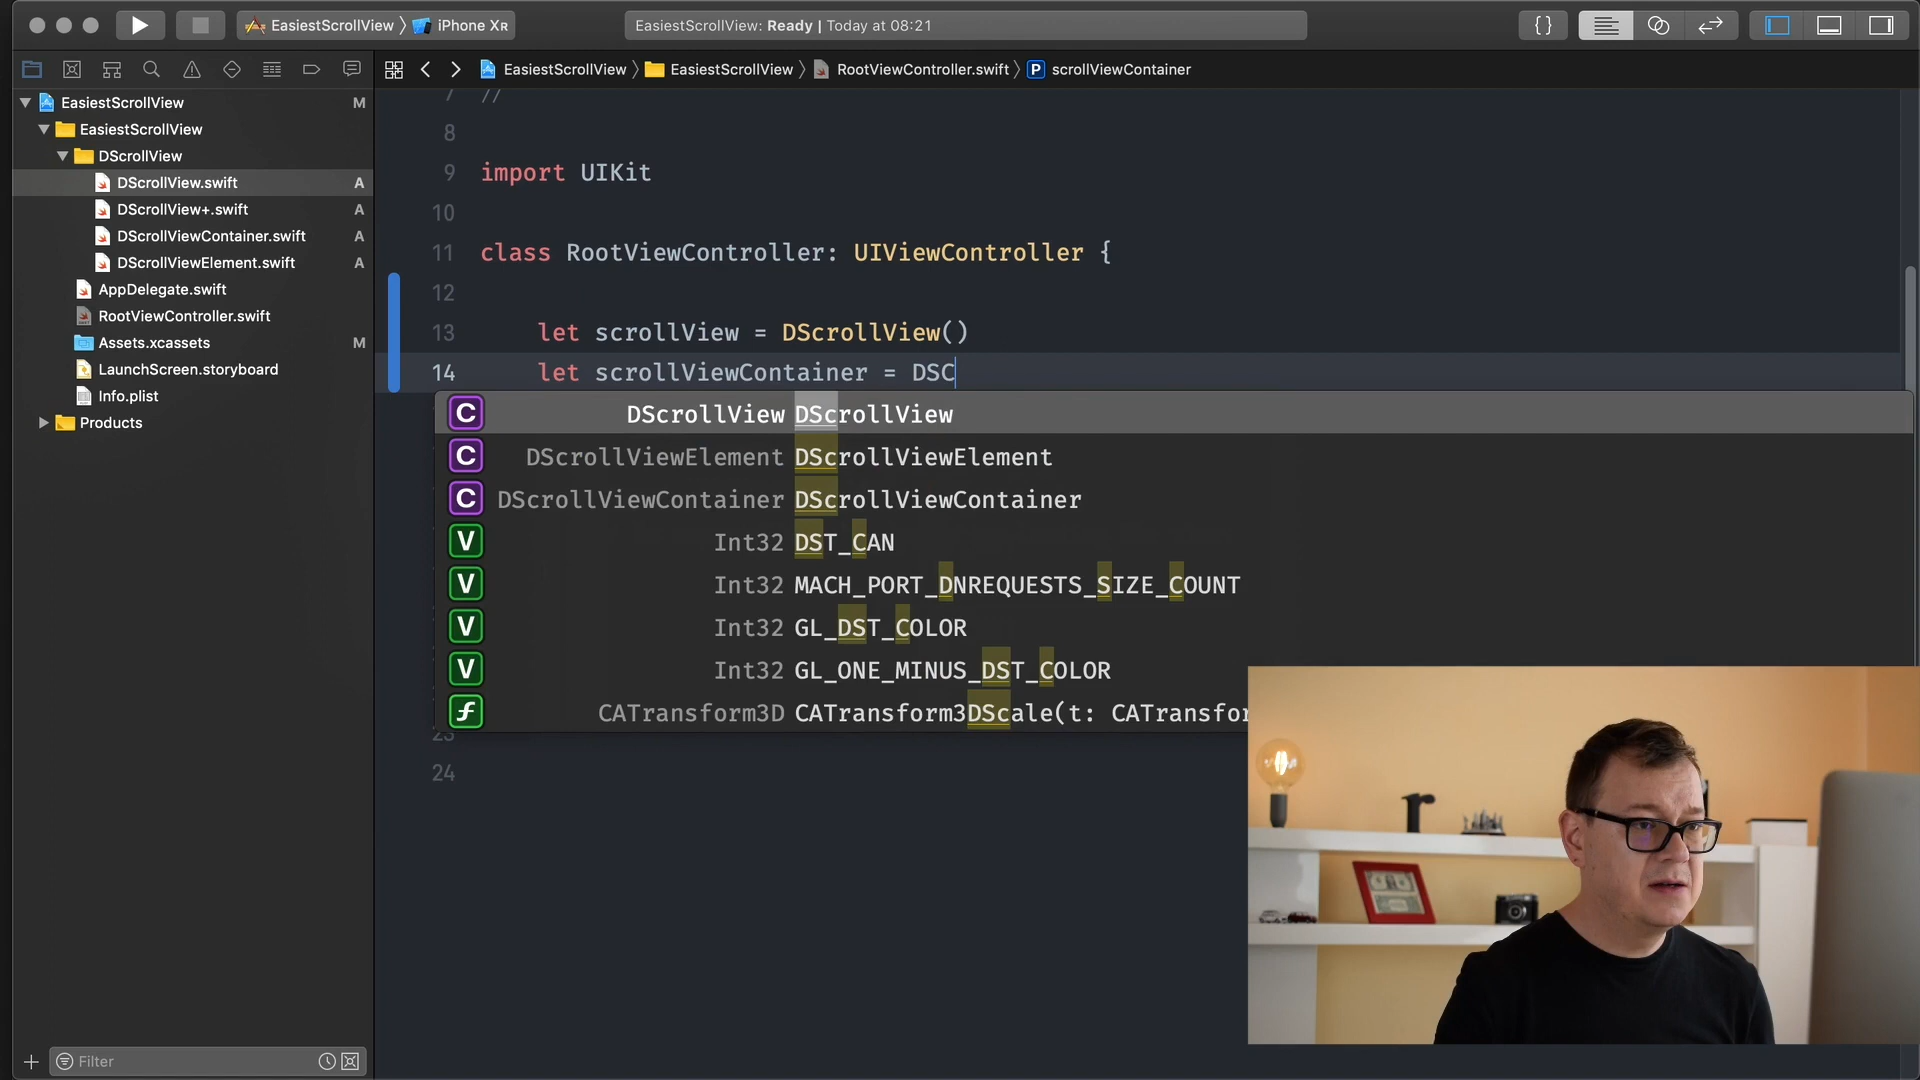 EasiestScrollView 〉 iPhone Xʀ
EasiestScrollView: Ready | Today at 08:21
{ }
EasiestScrollView 〉 EasiestScrollView 〉 RootViewController.swift 〉 P scrollViewContainer
EasiestScrollView M
EasiestScrollView
DScrollView
DScrollView.swift A
DScrollView+.swift A
DScrollViewContainer.swift A
DScrollViewElement.swift A
AppDelegate.swift
RootViewController.swift
Assets.xcassets M
LaunchScreen.storyboard
Info.plist
Products
Filter
7 //
8
9 import UIKit
10
11 class RootViewController: UIViewController {
12
13 let scrollView = DScrollView()
14 let scrollViewContainer = DSC
C DScrollView DScrollView
C DScrollViewElement DScrollViewElement
C DScrollViewContainer DScrollViewContainer
V Int32 DST_CAN
V Int32 MACH_PORT_DNREQUESTS_SIZE_COUNT
V Int32 GL_DST_COLOR
V Int32 GL_ONE_MINUS_DST_COLOR
f CATransform3D CATransform3DScale(t: CATransfor
23
24